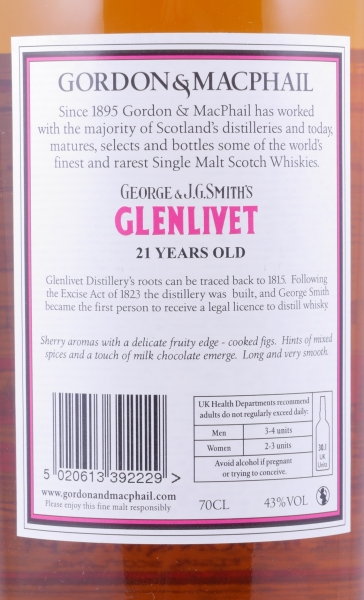 GORDON & MACPHAIL
Since 1895 Gordon & MacPhail has worked
with the majority of Scotland's distilleries and today,
matures, selects and bottles some of the world's
finest and rarest Single Malt Scotch Whiskies.
GEORGE & J.G. SMITH'S
GLENLIVET
21 YEARS OLD
Glenlivet Distillery's roots can be traced back to 1815. Following
the Excise Act of 1823 the distillery was built, and George Smith
became the first person to receive a legal licence to distill whisky.
Sherry aromas with a delicate fruity edge - cooked figs. Hints of mixed
spices and a touch of milk chocolate emerge. Long and very smooth.
5 020613 392229 >
www.gordonandmacphail.com
Please enjoy this fine malt responsibly
UK Health Departments recommend
adults do not regularly exceed daily:
Men 3-4 units
Women 2-3 units
Avoid alcohol if pregnant
or trying to conceive.
30.1
UK
Units
70CL 43%VOL